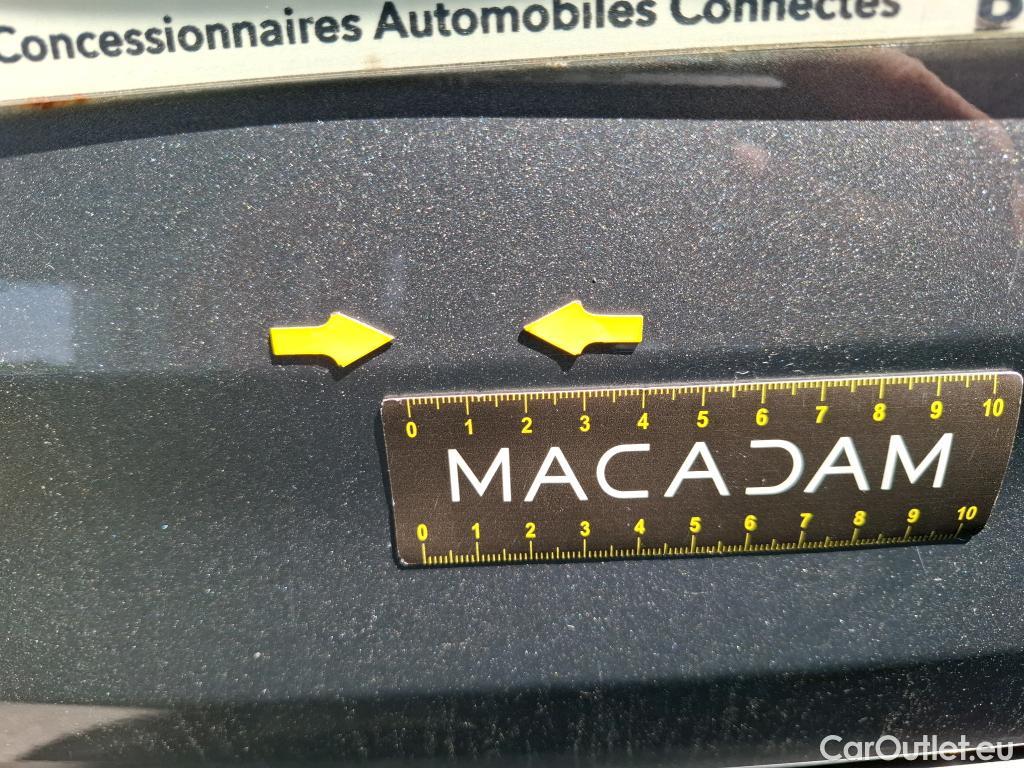 Concessionnaires Automobiles Connectés B
0 1 2 3 4 5 6 7 8 9 10
MACADAM
0 1 2 3 4 5 6 7 8 9 10
CarOutlet.eu